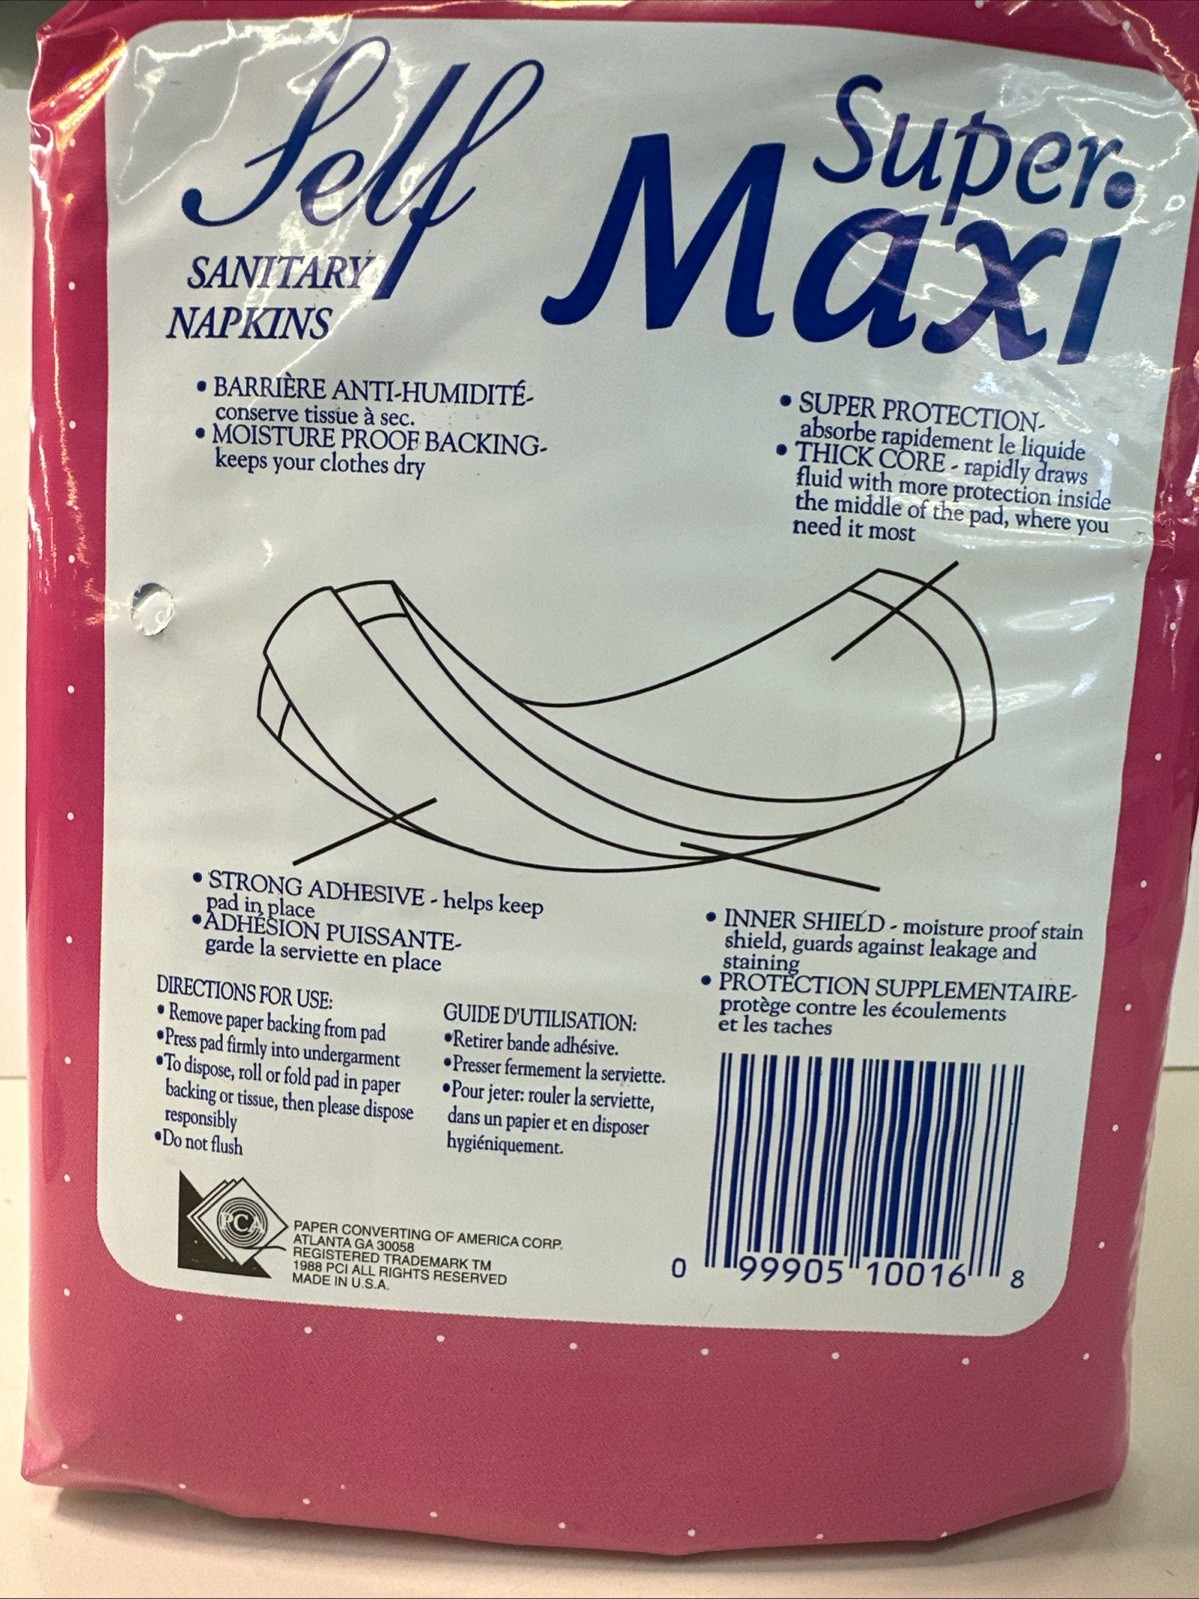 Self
SANITARY
NAPKINS
Super
Maxi
• BARRIÈRE ANTI-HUMIDITÉ-
conserve tissue à sec.
• MOISTURE PROOF BACKING-
keeps your clothes dry
• SUPER PROTECTION-
absorbe rapidement le liquide
• THICK CORE - rapidly draws
fluid with more protection inside
the middle of the pad, where you
need it most
• STRONG ADHESIVE - helps keep
pad in place
• ADHÉSION PUISSANTE-
garde la serviette en place
• INNER SHIELD - moisture proof stain
shield, guards against leakage and
staining
• PROTECTION SUPPLEMENTAIRE-
protège contre les écoulements
et les taches
DIRECTIONS FOR USE:
• Remove paper backing from pad
• Press pad firmly into undergarment
• To dispose, roll or fold pad in paper
backing or tissue, then please dispose
responsibly
• Do not flush
GUIDE D'UTILISATION:
• Retirer bande adhésive.
• Presser fermement la serviette.
• Pour jeter: rouler la serviette,
dans un papier et en disposer
hygiéniquement.
PCA
PAPER CONVERTING OF AMERICA CORP.
ATLANTA GA 30058
REGISTERED TRADEMARK TM
1988 PCI ALL RIGHTS RESERVED
MADE IN U.S.A.
0 99905 10016 8